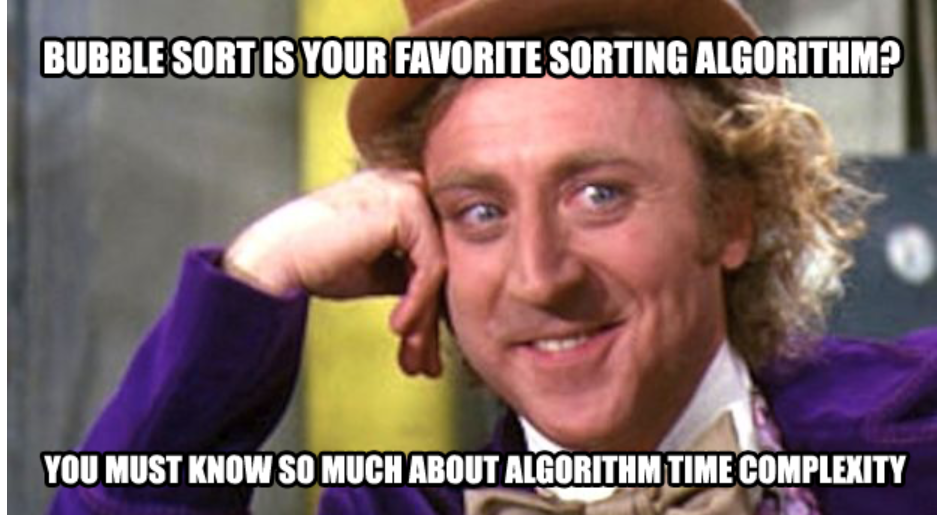 BUBBLE SORT IS YOUR FAVORITE SORTING ALGORITHM?
YOU MUST KNOW SO MUCH ABOUT ALGORITHM TIME COMPLEXITY